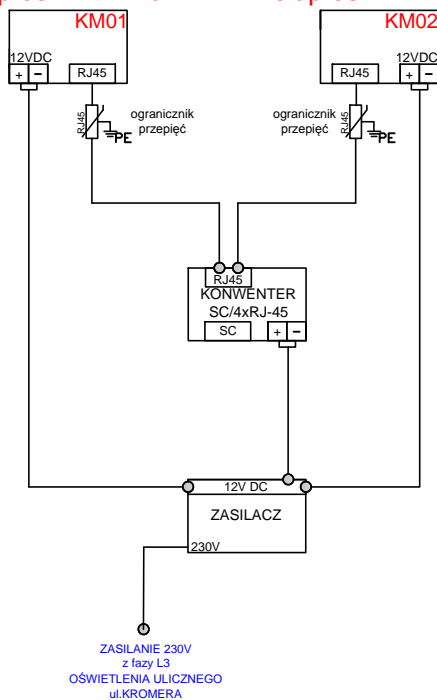 KM01
12VDC
+ −
RJ45
KM02
12VDC
RJ45
+ −
RJ45
PE
ogranicznik
przepięć
ogranicznik
przepięć
RJ45
PE
RJ45
KONWENTER
SC/4xRJ-45
SC
+ −
12V DC
ZASILACZ
230V
ZASILANIE 230V
z fazy L3
OŚWIETLENIA ULICZNEGO
ul.KROMERA